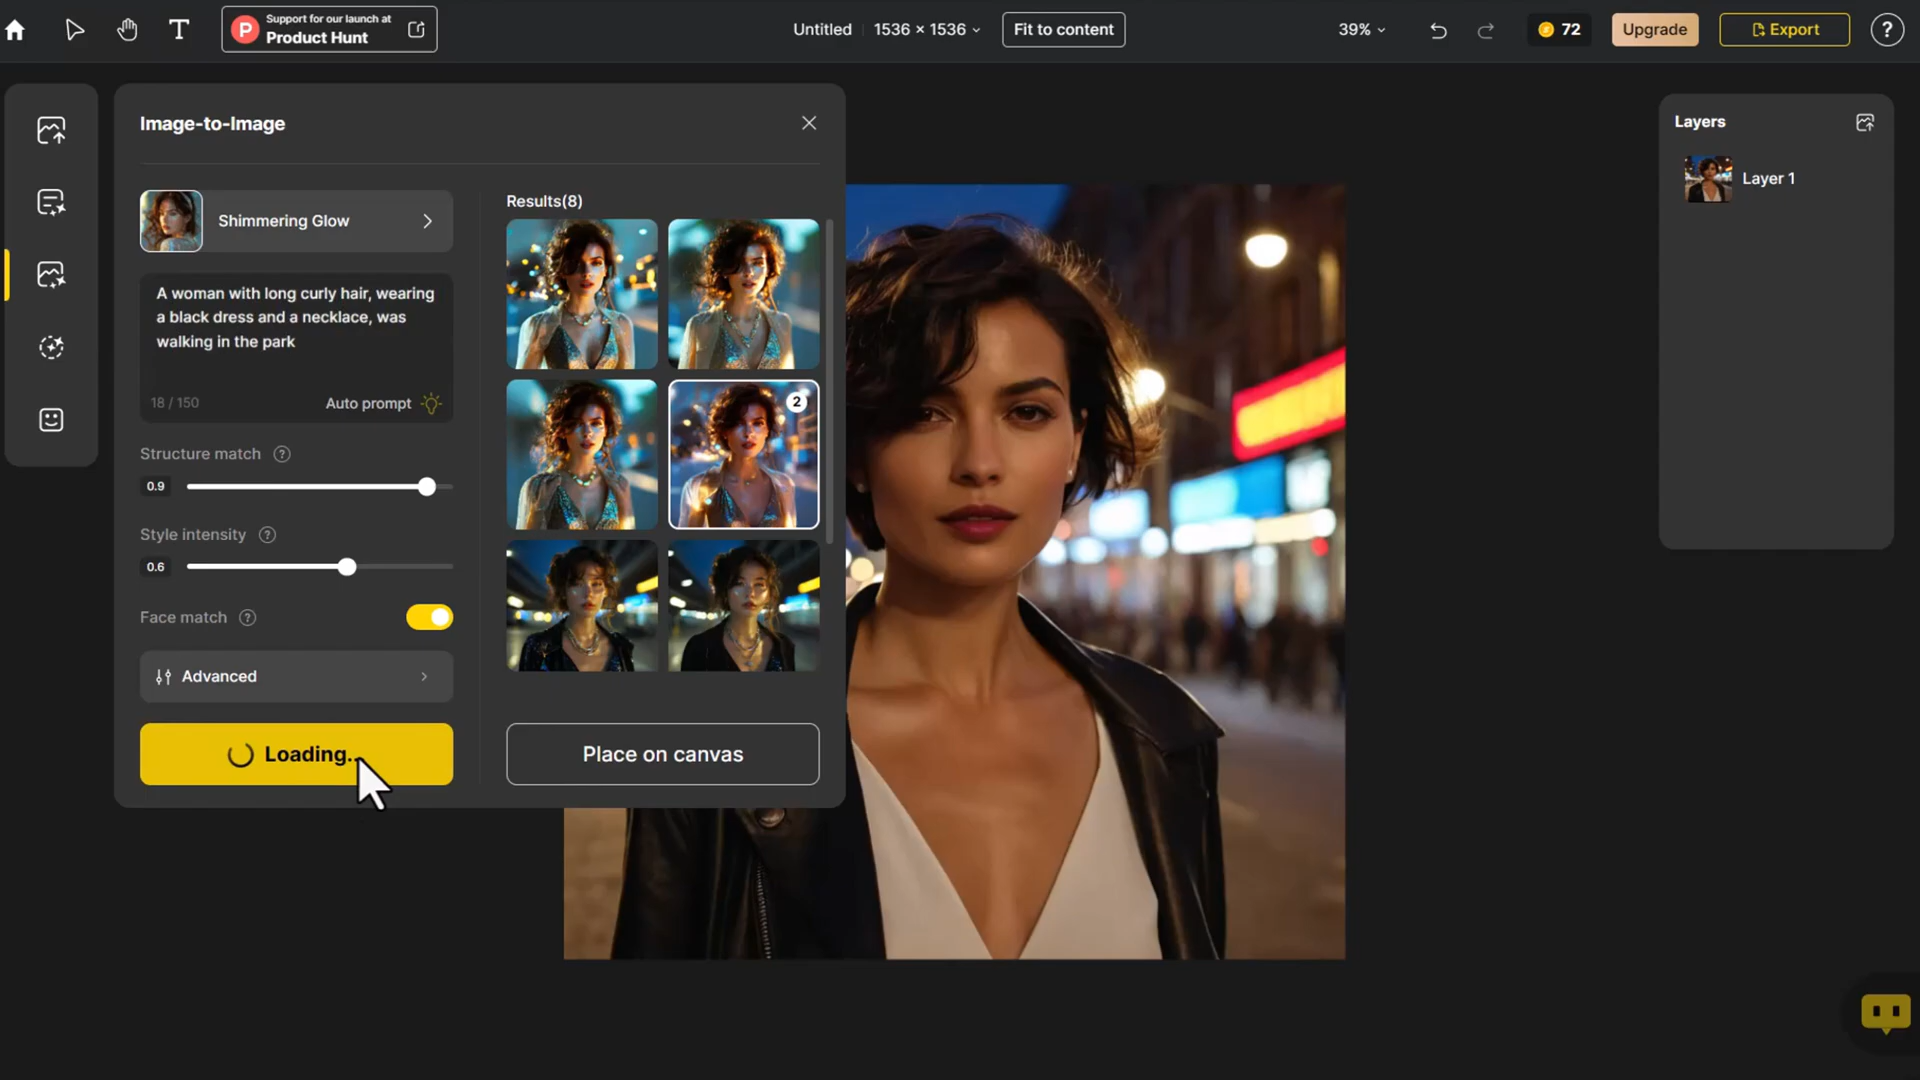 Support for our launch at
Product Hunt
Untitled
1536 × 1536
Fit to content
39%
72
Upgrade
Export
?
Image-to-Image
Shimmering Glow
A woman with long curly hair, wearing
a black dress and a necklace, was
walking in the park
18 / 150
Auto prompt
Structure match ?
0.9
Style intensity ?
0.6
Face match ?
Advanced
Loading...
Results(8)
2
Place on canvas
Layers
Layer 1